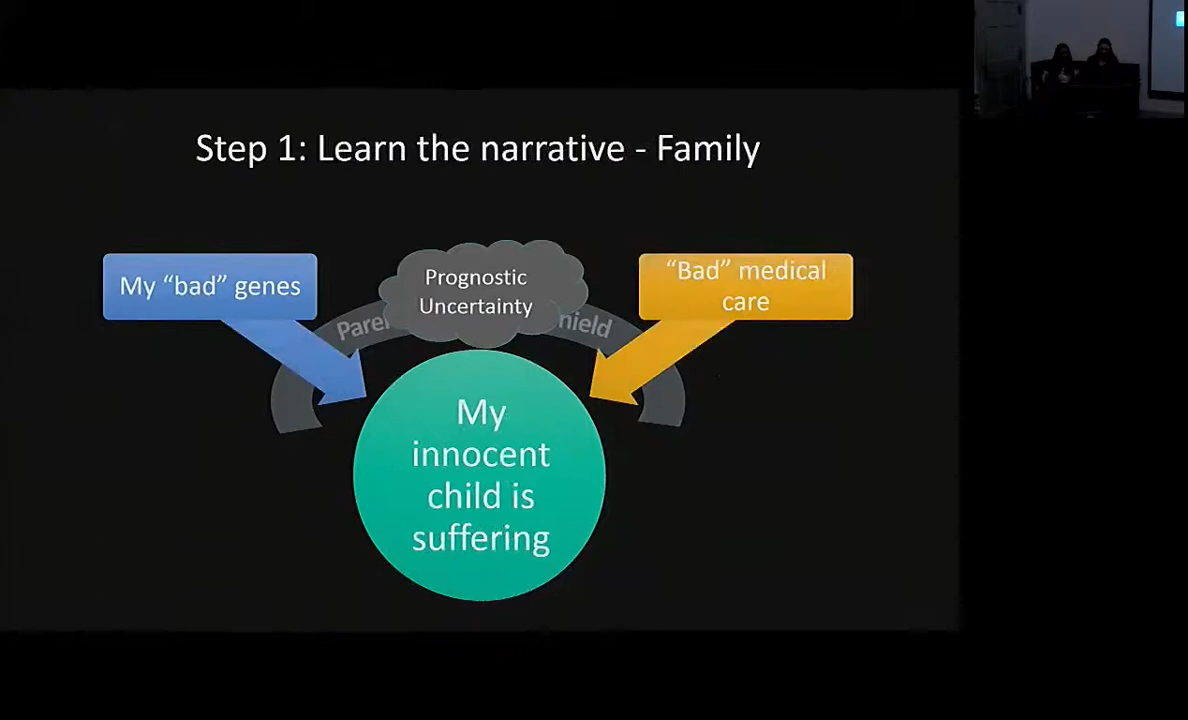 Step 1: Learn the narrative - Family
My “bad” genes
Prognostic
Uncertainty
“Bad” medical
care
My
innocent
child is
suffering